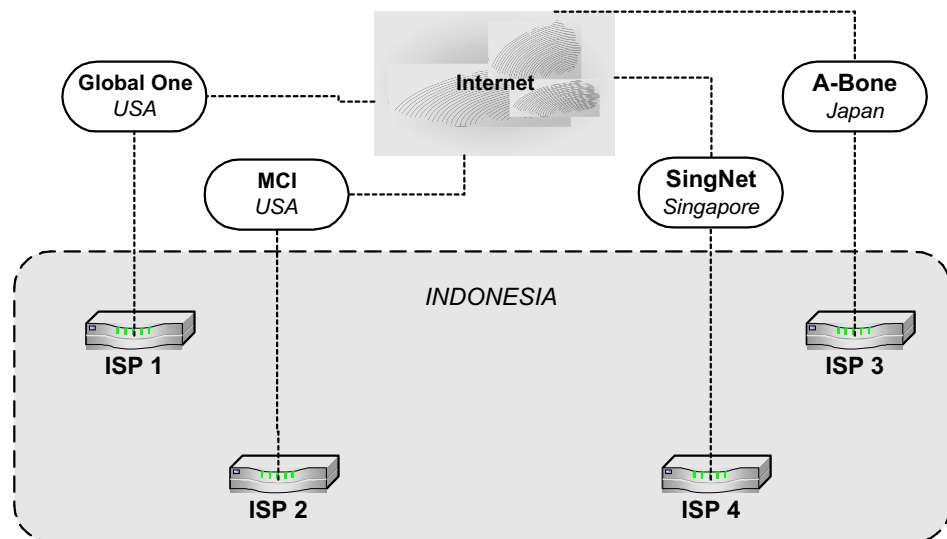 Internet
Global One
USA
A-Bone
Japan
MCI
USA
SingNet
Singapore
INDONESIA
ISP 1
ISP 3
ISP 2
ISP 4